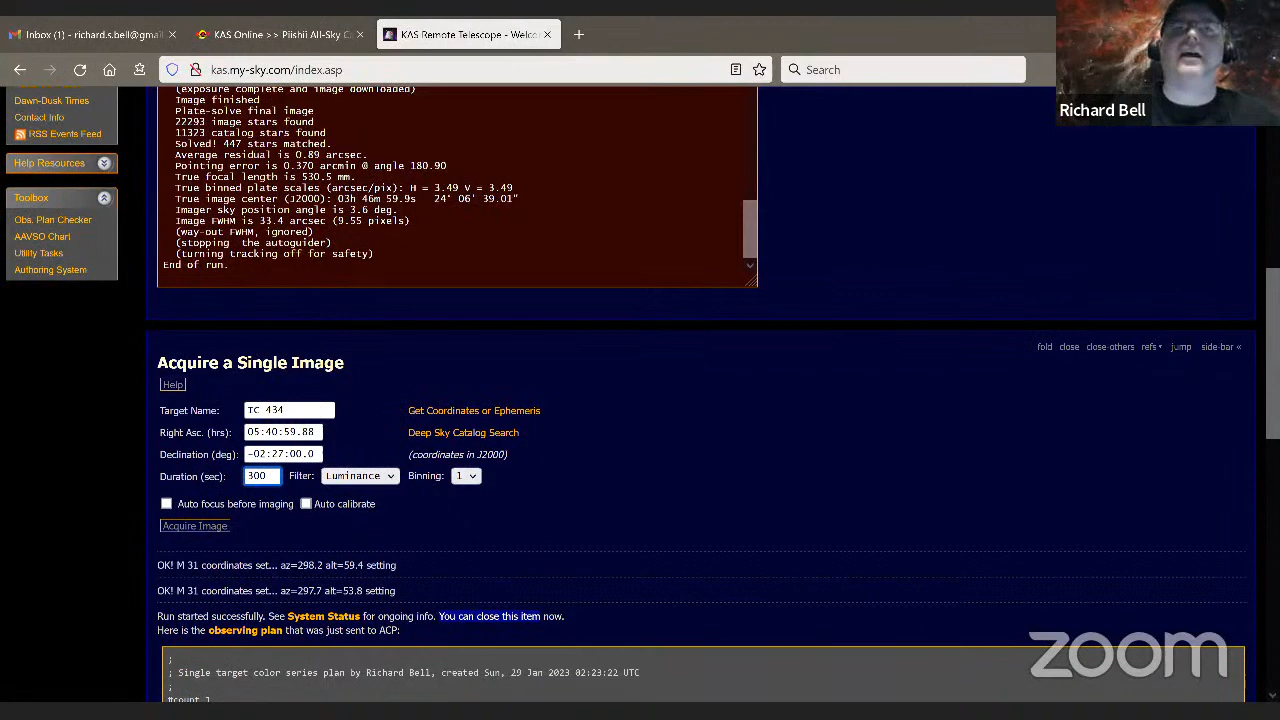 Inbox (1) - richard.s.bell@gmail
KAS Online >> Piishii All-Sky C
KAS Remote Telescope - Welco
kas.my-sky.com/index.asp
Search
Richard Bell
Dawn-Dusk Times
Contact Info
RSS Events Feed
Help Resources
Toolbox
Obs. Plan Checker
AAVSO Chart
Utility Tasks
Authoring System
(exposure complete and image downloaded)
Image finished
Plate-solve final image
22293 image stars found
11323 catalog stars found
Solved! 447 stars matched.
Average residual is 0.89 arcsec.
Pointing error is 0.370 arcmin @ angle 180.90
True focal length is 530.5 mm.
True binned plate scales (arcsec/pix): H = 3.49 V = 3.49
True image center (J2000): 03h 46m 59.9s 24° 06' 39.01"
Imager sky position angle is 3.6 deg.
Image FWHM is 33.4 arcsec (9.55 pixels)
(way-out FWHM, ignored)
(stopping the autoguider)
(turning tracking off for safety)
End of run.
fold close close-others refs jump side-bar «
Acquire a Single Image
Help
Target Name: IC 434 Get Coordinates or Ephemeris
Right Asc. (hrs): 05:40:59.88 Deep Sky Catalog Search
Declination (deg): -02:27:00.0 (coordinates in J2000)
Duration (sec): 300 Filter: Luminance Binning: 1
Auto focus before imaging Auto calibrate
Acquire Image
OK! M 31 coordinates set... az=298.2 alt=59.4 setting
OK! M 31 coordinates set... az=297.7 alt=53.8 setting
Run started successfully. See System Status for ongoing info. You can close this item now.
Here is the observing plan that was just sent to ACP:
;
; Single target color series plan by Richard Bell, created Sun, 29 Jan 2023 02:23:22 UTC
;
#count 1
zoom